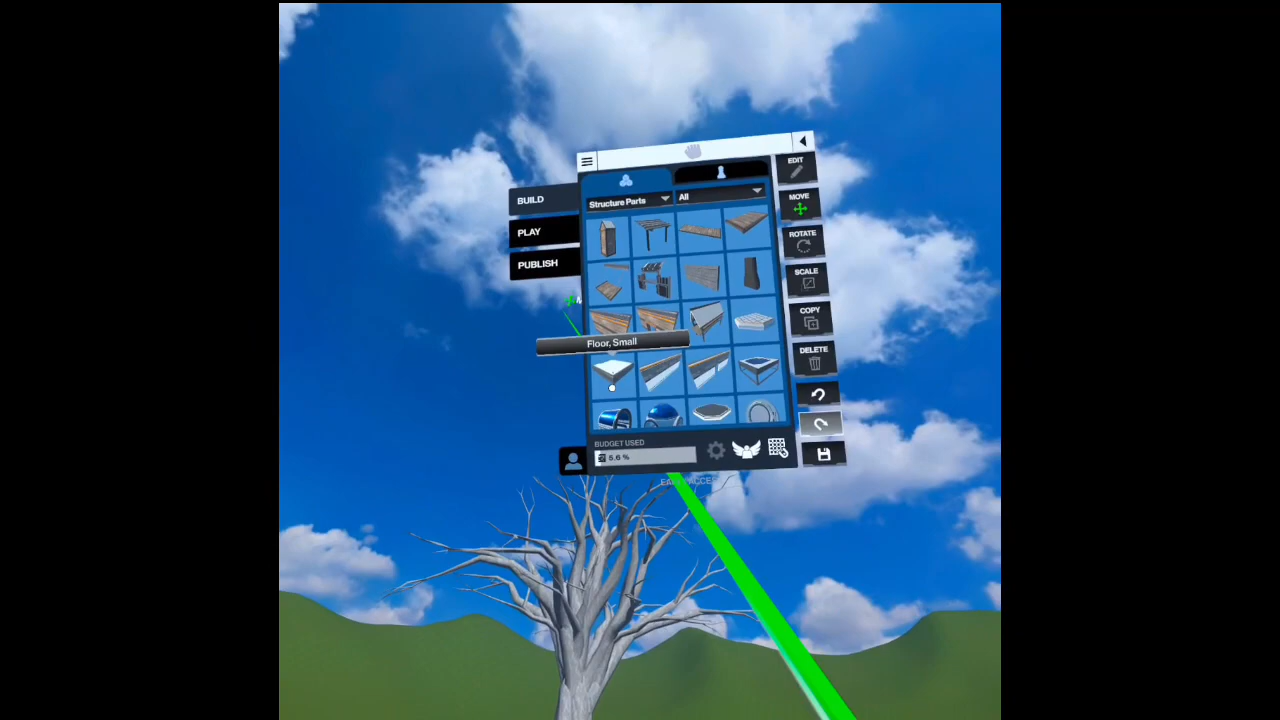 EDIT
BUILD
Structure Parts
All
MOVE
PLAY
ROTATE
PUBLISH
SCALE
COPY
Floor, Small
DELETE
BUDGET USED
5.6 %